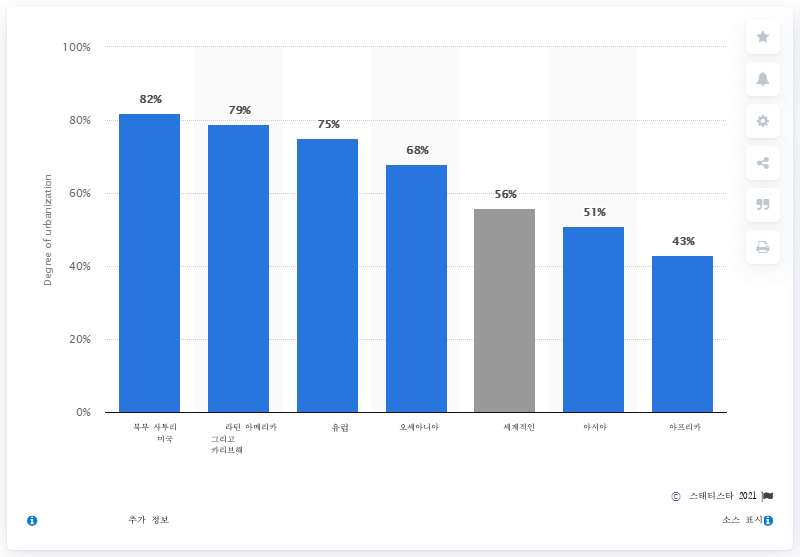 100%
80%
60%
40%
20%
0%
Degree of urbanization
82%
79%
75%
68%
56%
51%
43%
북부 사투리
미국
라틴 아메리카
그리고
카리브해
유럽
오세아니아
세계적인
아시아
아프리카
© 스태티스타 2021
추가 정보
소스 표시